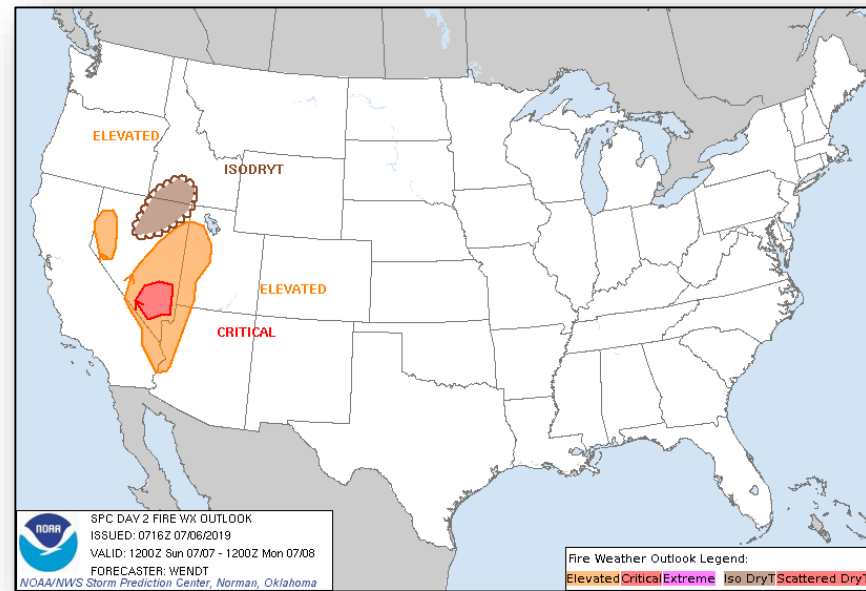 ELEVATED
ISODRYT
ELEVATED
CRITICAL
NOAA
SPC DAY 2 FIRE WX OUTLOOK
ISSUED: 0716Z 07/06/2019
VALID: 1200Z Sun 07/07 - 1200Z Mon 07/08
FORECASTER: WENDT
NOAA/NWS Storm Prediction Center, Norman, Oklahoma
Fire Weather Outlook Legend:
Elevated Critical Extreme Iso DryT Scattered DryT